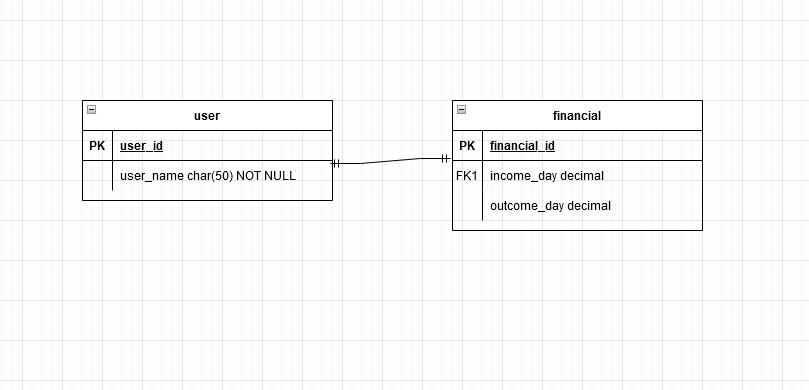 user
PK user_id
user_name char(50) NOT NULL
financial
PK financial_id
FK1 income_day decimal
outcome_day decimal